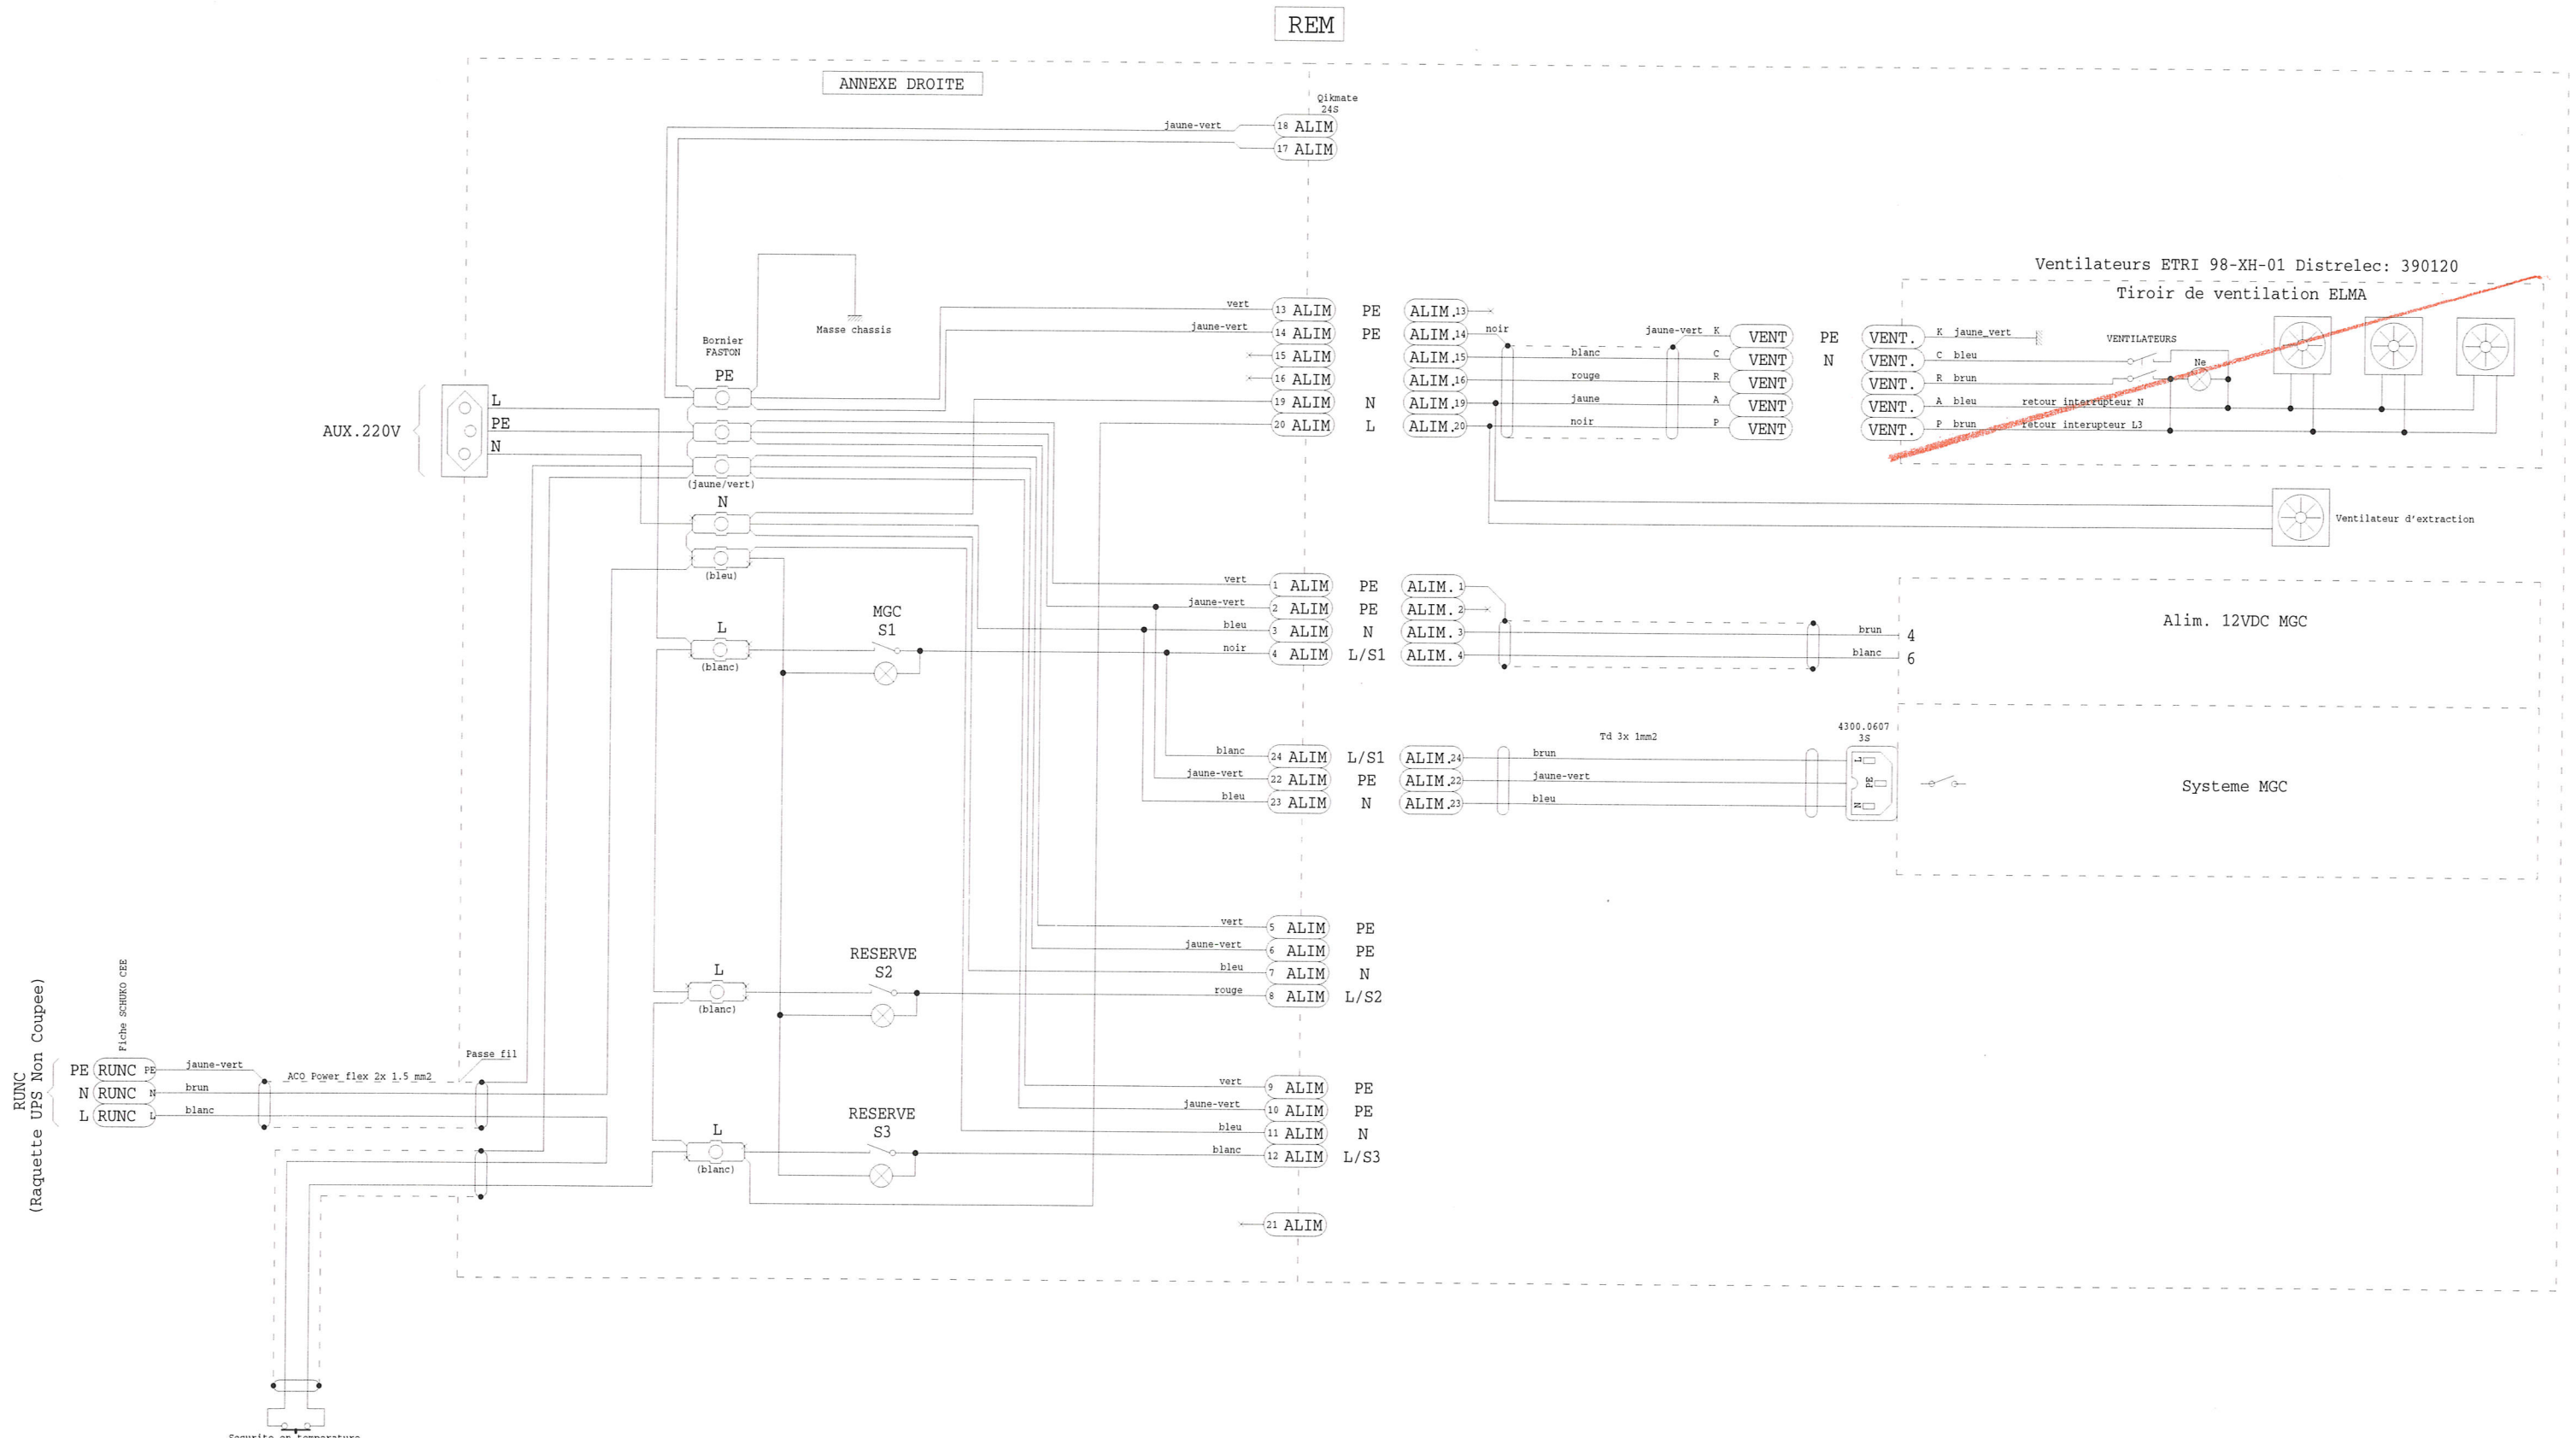 REM
ANNEXE DROITE
Qikmate
24S
jaune-vert
18 ALIM
17 ALIM
Ventilateurs ETRI 98-XH-01 Distrelec: 390120
Tiroir de ventilation ELMA
Masse chassis
Bornier
FASTON
PE
vert 13 ALIM PE ALIM.13
jaune-vert 14 ALIM PE ALIM.14 noir jaune-vert K VENT PE VENT. K jaune_vert
15 ALIM ALIM.15 blanc C VENT N VENT. C bleu
16 ALIM ALIM.16 rouge R VENT VENT. R brun
19 ALIM N ALIM.19 jaune A VENT VENT. A bleu retour interrupteur N
20 ALIM L ALIM.20 noir P VENT VENT. P brun retour interupteur L3
VENTILATEURS
Ne
AUX.220V
L
PE
N
(jaune/vert)
N
(bleu)
Ventilateur d'extraction
MGC
S1
L
(blanc)
vert 1 ALIM PE ALIM. 1
jaune-vert 2 ALIM PE ALIM. 2
bleu 3 ALIM N ALIM. 3 brun 4
noir 4 ALIM L/S1 ALIM. 4 blanc 6
Alim. 12VDC MGC
Td 3x 1mm2
4300.0607
3S
blanc 24 ALIM L/S1 ALIM.24 brun L
jaune-vert 22 ALIM PE ALIM.22 jaune-vert PE
bleu 23 ALIM N ALIM.23 bleu N
Systeme MGC
RESERVE
S2
L
(blanc)
vert 5 ALIM PE
jaune-vert 6 ALIM PE
bleu 7 ALIM N
rouge 8 ALIM L/S2
RUNC
(Raquette UPS Non Coupee)
Fiche SCHUKO CEE
PE RUNC PE jaune-vert
N RUNC N brun
L RUNC L blanc
ACO Power flex 2x 1.5 mm2
Passe fil
RESERVE
S3
L
(blanc)
vert 9 ALIM PE
jaune-vert 10 ALIM PE
bleu 11 ALIM N
blanc 12 ALIM L/S3
21 ALIM
Securite en temperature